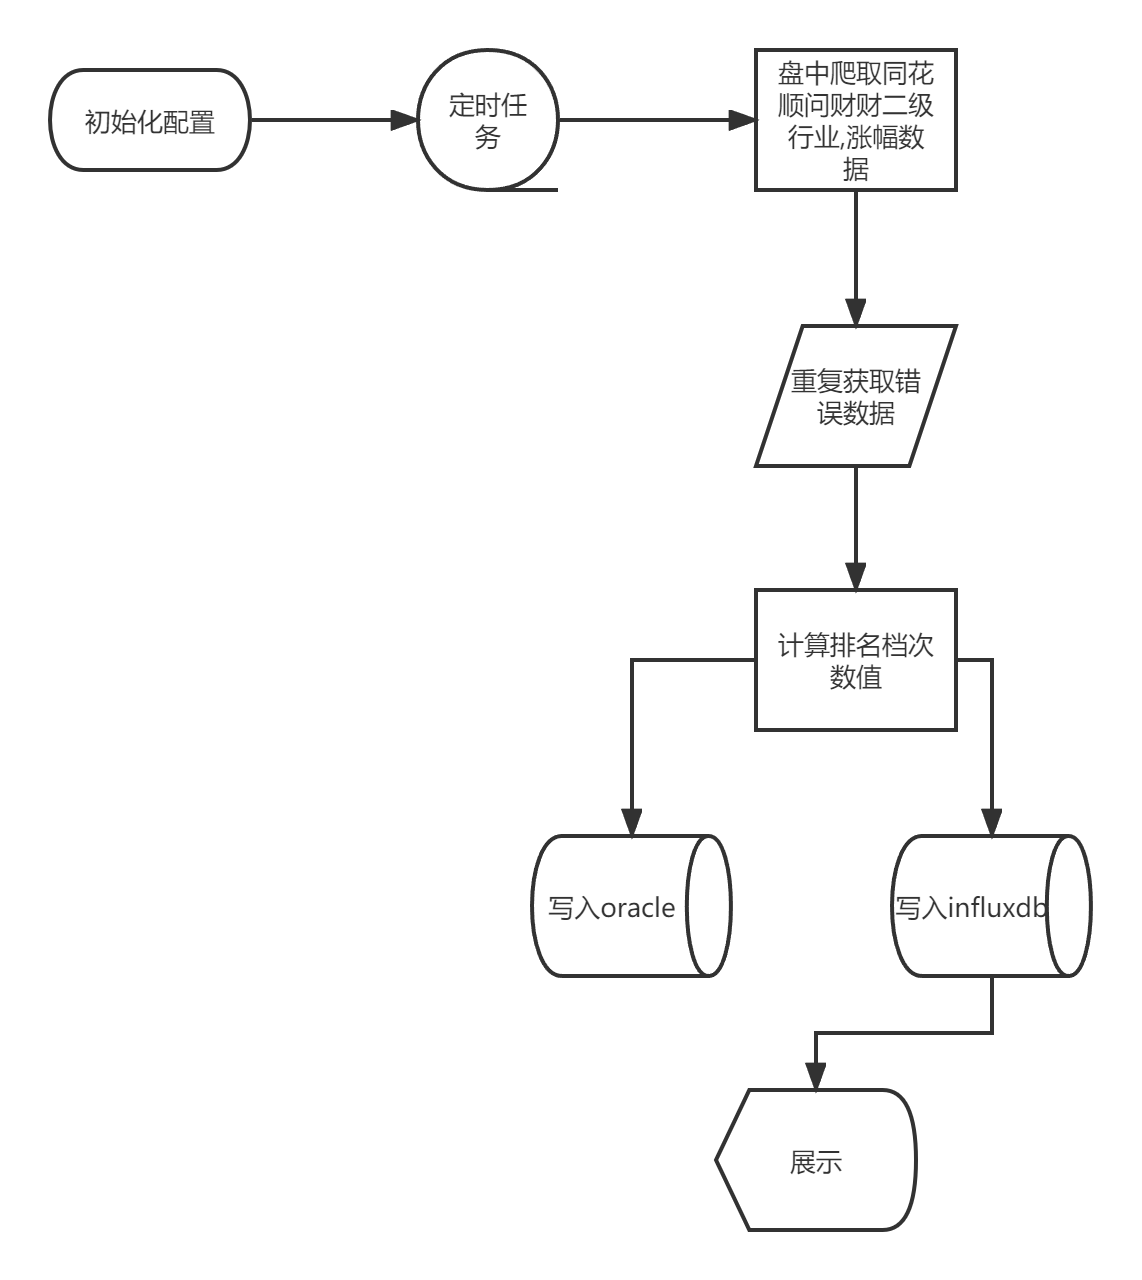 初始化配置
定时任
务
盘中爬取同花
顺问财财二级
行业,涨幅数
据
重复获取错
误数据
计算排名档次
数值
写入oracle
写入influxdb
展示